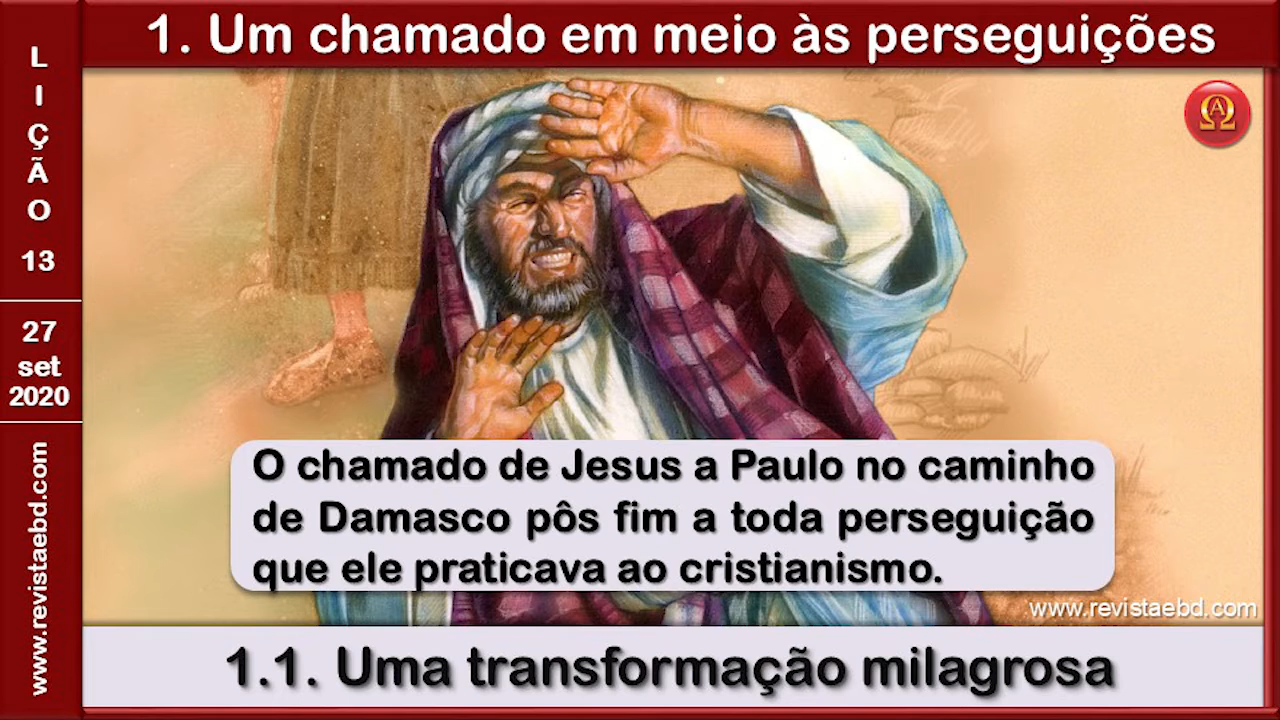 1. Um chamado em meio às perseguições
LIÇÃO
13
27
set
2020
www.revistaebd.com
O chamado de Jesus a Paulo no caminho
de Damasco pôs fim a toda perseguição
que ele praticava ao cristianismo.
www.revistaebd.com
1.1. Uma transformação milagrosa
ΑΩ